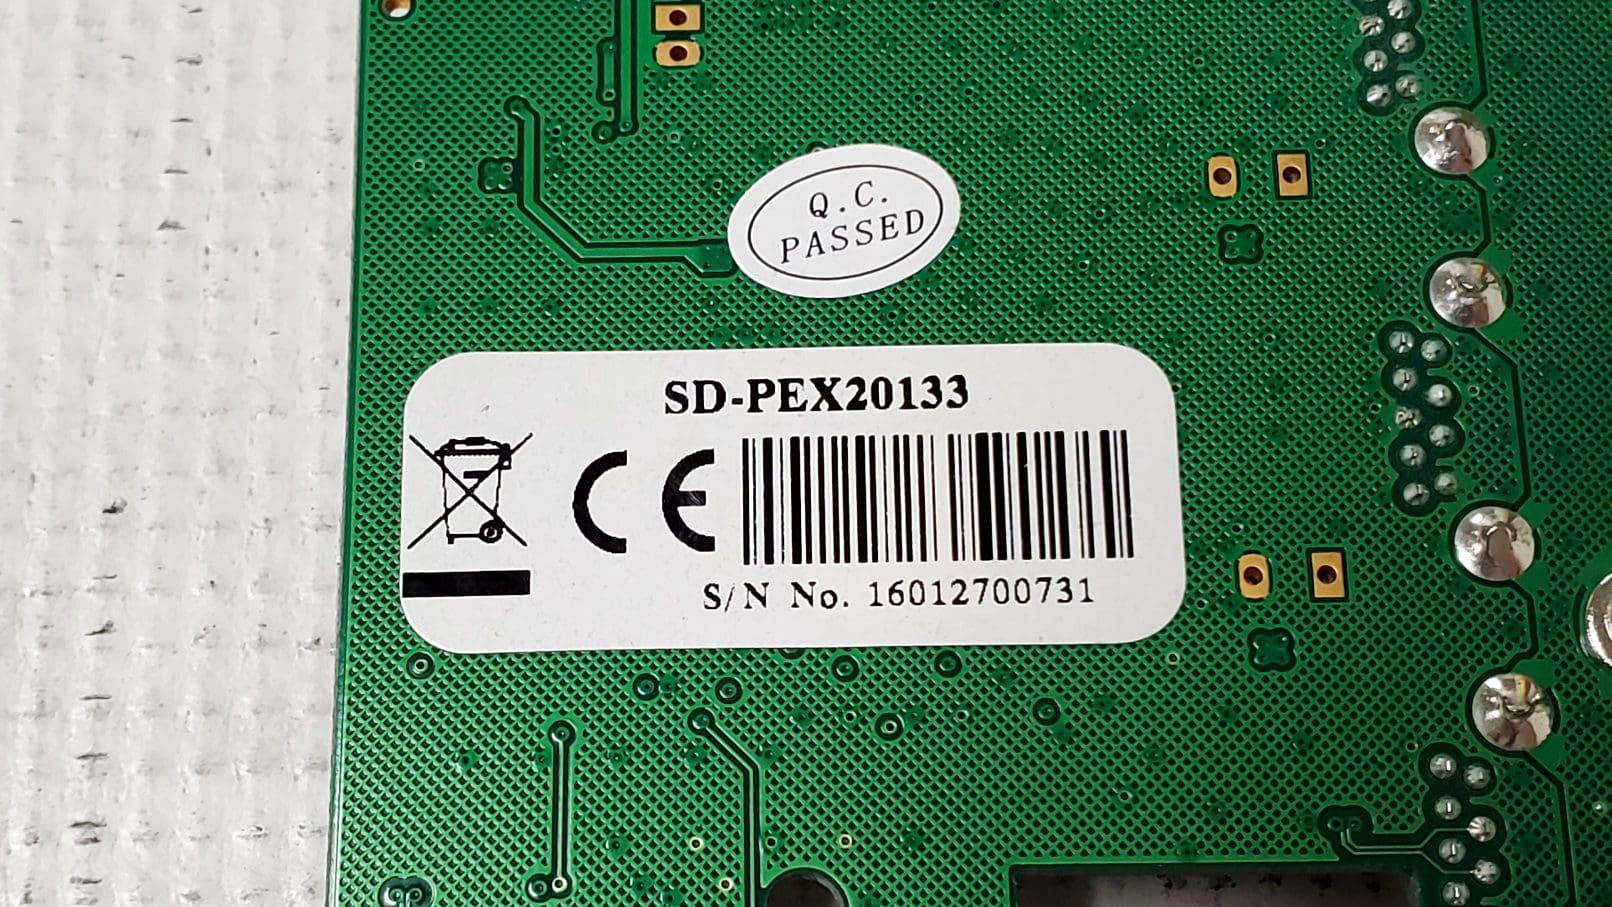 Q.C.
PASSED
SD-PEX20133
CE
S/N No. 16012700731